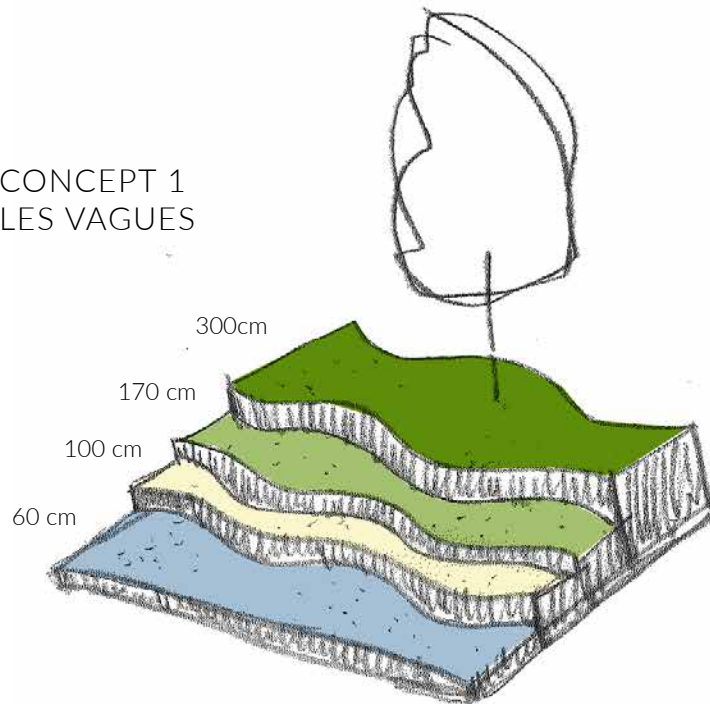 CONCEPT 1
LES VAGUES
300cm
170 cm
100 cm
60 cm